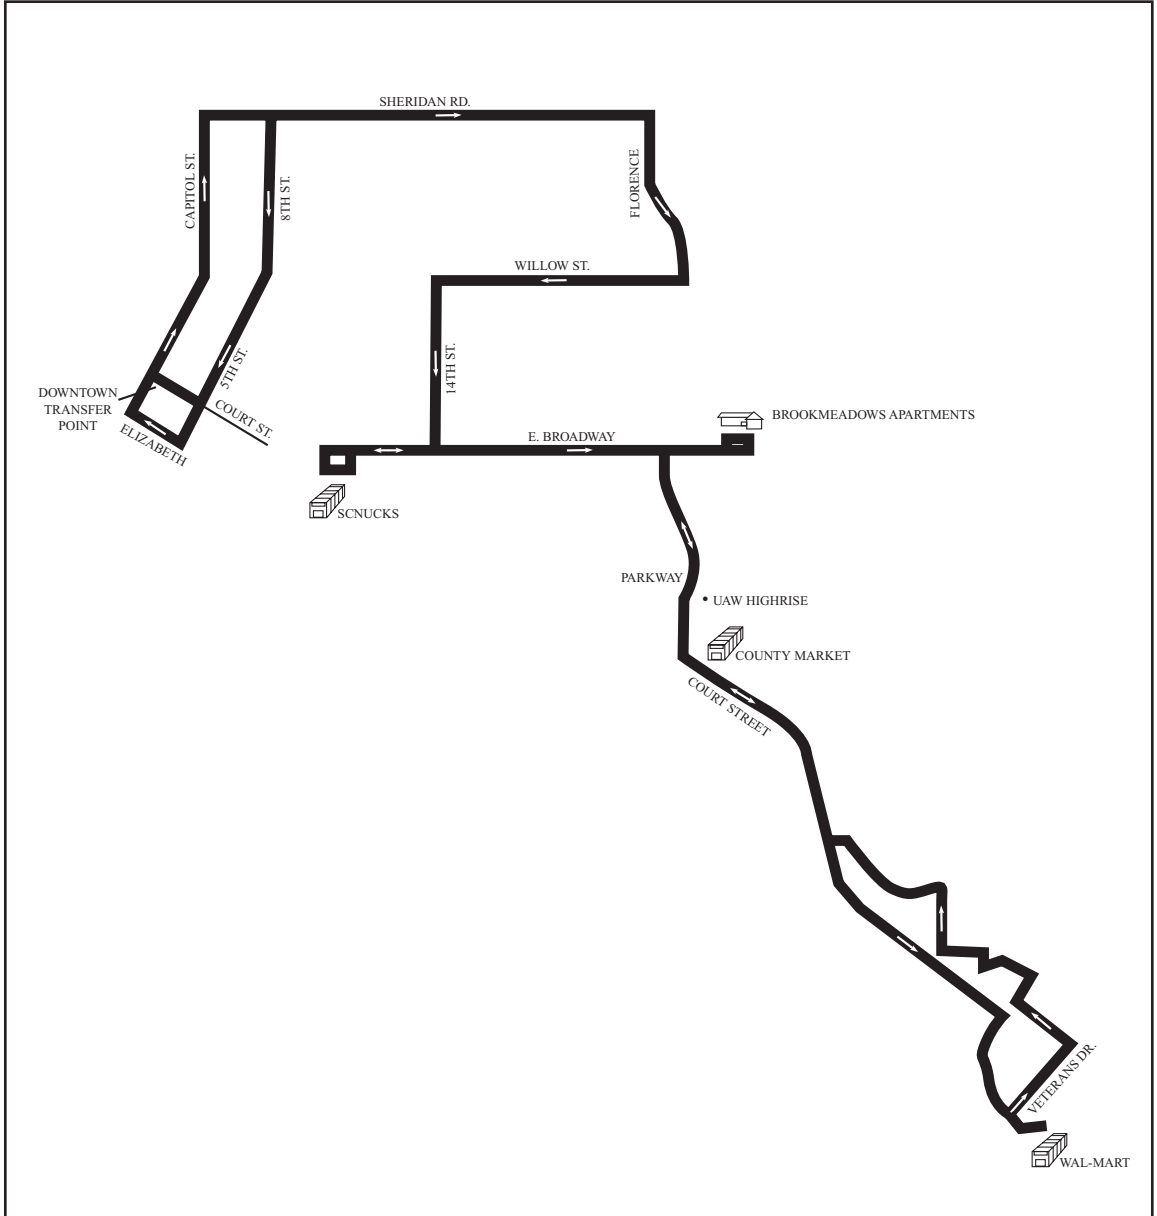 SHERIDAN RD.
CAPITOL ST.
8TH ST.
FLORENCE
WILLOW ST.
14TH ST.
5TH ST.
DOWNTOWN
TRANSFER
POINT
COURT ST.
ELIZABETH
BROOKMEADOWS APARTMENTS
E. BROADWAY
SCNUCKS
PARKWAY
UAW HIGHRISE
COUNTY MARKET
COURT STREET
VETERANS DR.
WAL-MART